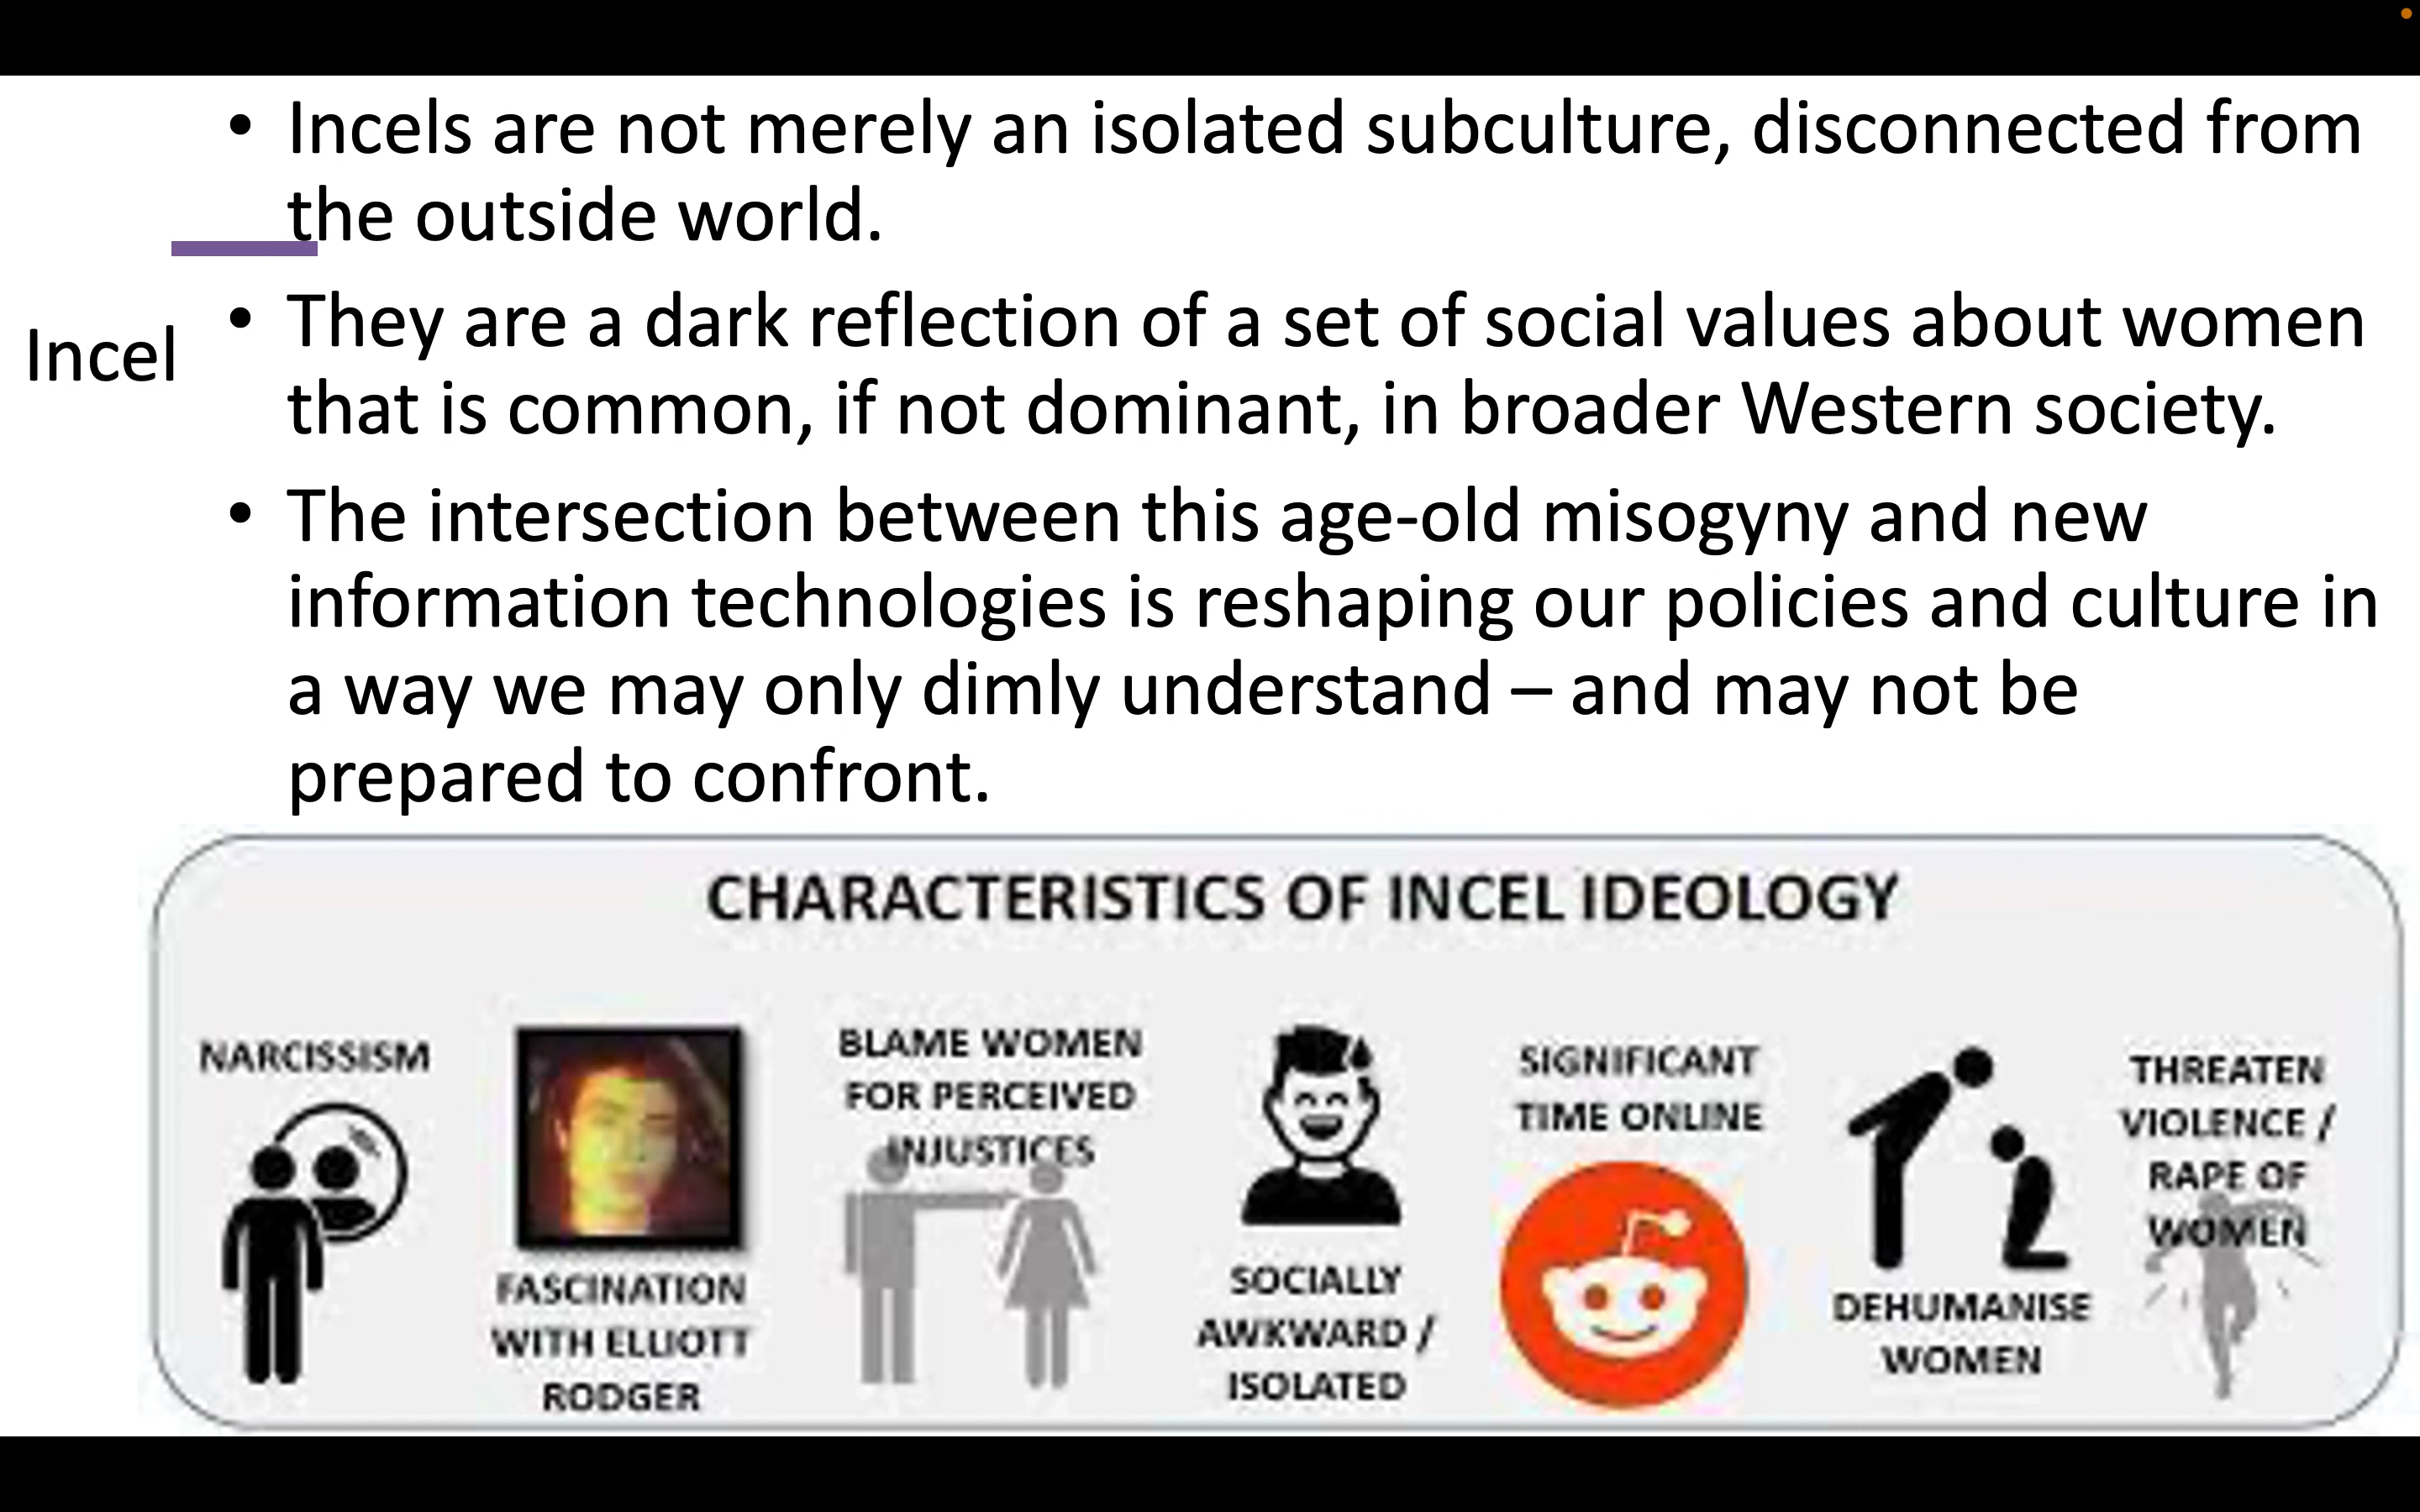 • Incels are not merely an isolated subculture, disconnected from
the outside world.
Incel
• They are a dark reflection of a set of social values about women
that is common, if not dominant, in broader Western society.
• The intersection between this age-old misogyny and new
information technologies is reshaping our policies and culture in
a way we may only dimly understand – and may not be
prepared to confront.
CHARACTERISTICS OF INCEL IDEOLOGY
NARCISSISM
FASCINATION
WITH ELLIOTT
RODGER
BLAME WOMEN
FOR PERCEIVED
INJUSTICES
SOCIALLY
AWKWARD /
ISOLATED
SIGNIFICANT
TIME ONLINE
DEHUMANISE
WOMEN
THREATEN
VIOLENCE /
RAPE OF
WOMEN